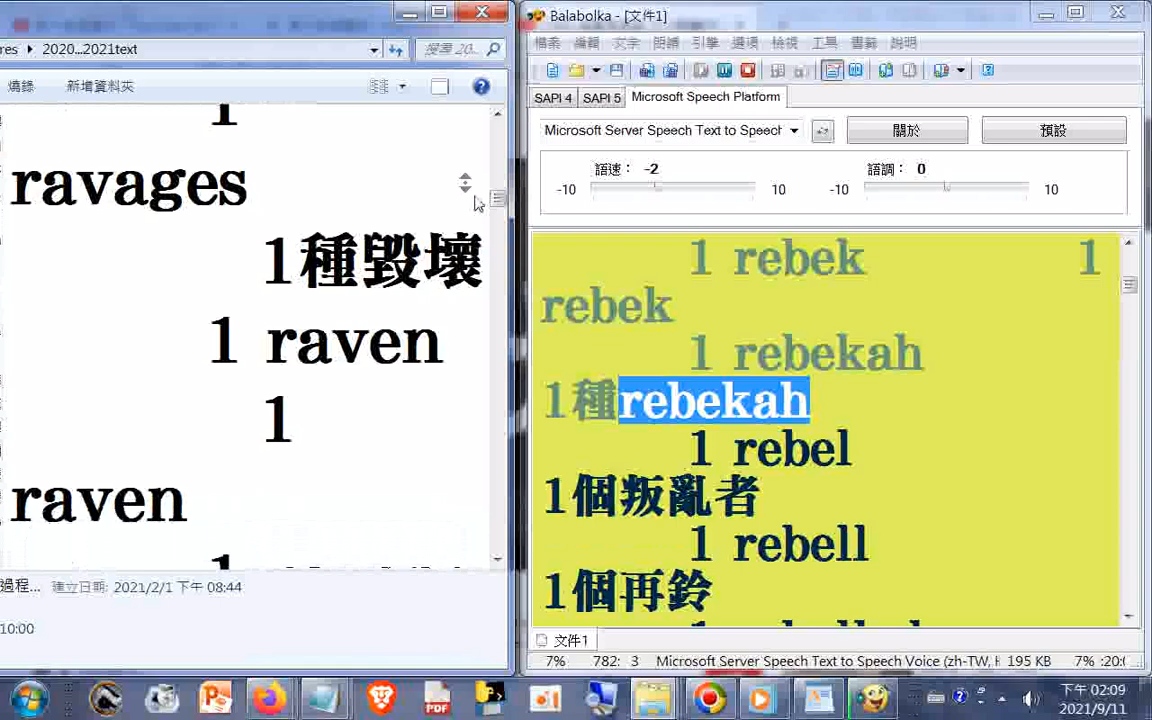 res ▸ 2020...2021text
搜尋 20...
燒錄 新增資料夾
1
ravages
1種毀壞
1 raven
1
raven
過程... 建立日期: 2021/2/1 下午 08:44
10:00
Balabolka - [文件1]
檔案 編輯 文字 朗讀 引擎 選項 檢視 工具 書籤 說明
SAPI 4 SAPI 5 Microsoft Speech Platform
Microsoft Server Speech Text to Speech
關於 預設
語速： -2 語調： 0
-10 10 -10 10
1 rebek 1
rebek
1 rebekah
1種rebekah
1 rebel
1個叛亂者
1 rebell
1個再鈴
文件1
7% 782: 3 Microsoft Server Speech Text to Speech Voice (zh-TW, H 195 KB 7% :20:
PDF
下午 02:09
2021/9/11